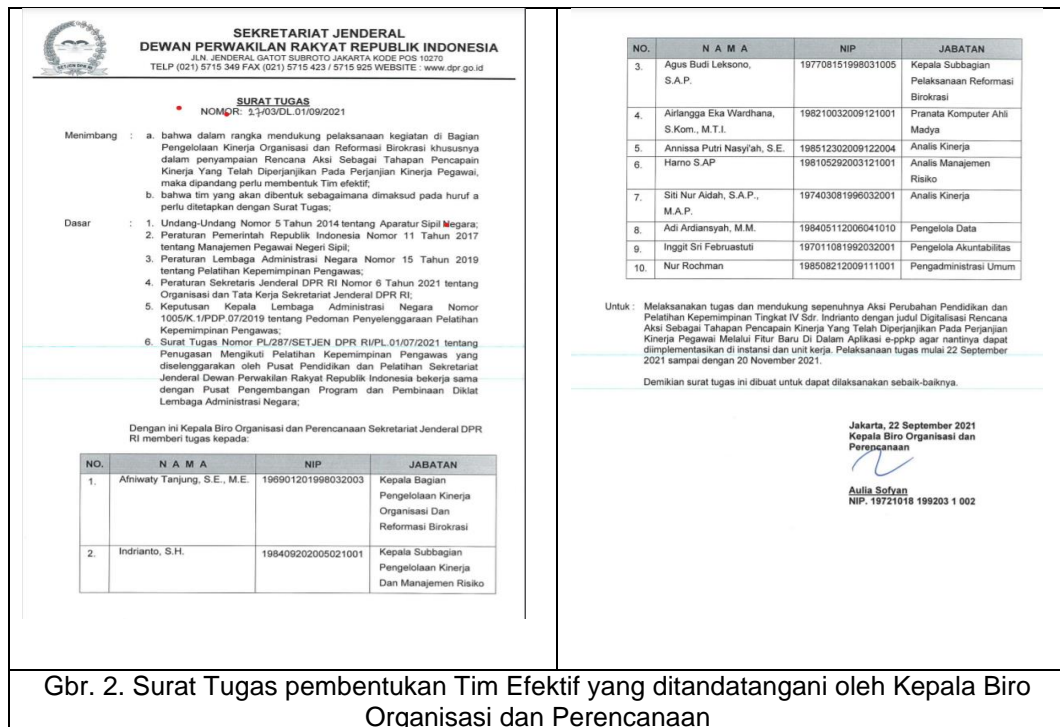 SEKRETARIAT JENDERAL
DEWAN PERWAKILAN RAKYAT REPUBLIK INDONESIA
JLN. JENDERAL GATOT SUBROTO JAKARTA KODE POS 10270
TELP (021) 5715 349 FAX (021) 5715 423 / 5715 925 WEBSITE : www.dpr.go.id
SETJEN DPR RI
SURAT TUGAS
NOMOR: 27/03/DL.01/09/2021
Menimbang : a. bahwa dalam rangka mendukung pelaksanaan kegiatan di Bagian
Pengelolaan Kinerja Organisasi dan Reformasi Birokrasi khususnya
dalam penyampaian Rencana Aksi Sebagai Tahapan Pencapain
Kinerja Yang Telah Diperjanjikan Pada Perjanjian Kinerja Pegawai,
maka dipandang perlu membentuk Tim efektif;
b. bahwa tim yang akan dibentuk sebagaimana dimaksud pada huruf a
perlu ditetapkan dengan Surat Tugas;
Dasar : 1. Undang-Undang Nomor 5 Tahun 2014 tentang Aparatur Sipil Negara;
2. Peraturan Pemerintah Republik Indonesia Nomor 11 Tahun 2017
tentang Manajemen Pegawai Negeri Sipil;
3. Peraturan Lembaga Administrasi Negara Nomor 15 Tahun 2019
tentang Pelatihan Kepemimpinan Pengawas;
4. Peraturan Sekretaris Jenderal DPR RI Nomor 6 Tahun 2021 tentang
Organisasi dan Tata Kerja Sekretariat Jenderal DPR RI;
5. Keputusan Kepala Lembaga Administrasi Negara Nomor
1005/K.1/PDP.07/2019 tentang Pedoman Penyelenggaraan Pelatihan
Kepemimpinan Pengawas;
6. Surat Tugas Nomor PL/287/SETJEN DPR RI/PL.01/07/2021 tentang
Penugasan Mengikuti Pelatihan Kepemimpinan Pengawas yang
diselenggarakan oleh Pusat Pendidikan dan Pelatihan Sekretariat
Jenderal Dewan Perwakilan Rakyat Republik Indonesia bekerja sama
dengan Pusat Pengembangan Program dan Pembinaan Diklat
Lembaga Administrasi Negara;
Dengan ini Kepala Biro Organisasi dan Perencanaan Sekretariat Jenderal DPR
RI memberi tugas kepada:
NO. N A M A NIP JABATAN
1. Afniwaty Tanjung, S.E., M.E. 196901201998032003 Kepala Bagian
Pengelolaan Kinerja
Organisasi Dan
Reformasi Birokrasi
2. Indrianto, S.H. 198409202005021001 Kepala Subbagian
Pengelolaan Kinerja
Dan Manajemen Risiko
NO. N A M A NIP JABATAN
3. Agus Budi Leksono, 197708151998031005 Kepala Subbagian
S.A.P. Pelaksanaan Reformasi
Birokrasi
4. Airlangga Eka Wardhana, 198210032009121001 Pranata Komputer Ahli
S.Kom., M.T.I. Madya
5. Annissa Putri Nasyi'ah, S.E. 198512302009122004 Analis Kinerja
6. Harno S.AP 198105292003121001 Analis Manajemen
Risiko
7. Siti Nur Aidah, S.A.P., 197403081996032001 Analis Kinerja
M.A.P.
8. Adi Ardiansyah, M.M. 198405112006041010 Pengelola Data
9. Inggit Sri Februastuti 197011081992032001 Pengelola Akuntabilitas
10. Nur Rochman 198508212009111001 Pengadministrasi Umum
Untuk : Melaksanakan tugas dan mendukung sepenuhnya Aksi Perubahan Pendidikan dan
Pelatihan Kepemimpinan Tingkat IV Sdr. Indrianto dengan judul Digitalisasi Rencana
Aksi Sebagai Tahapan Pencapain Kinerja Yang Telah Diperjanjikan Pada Perjanjian
Kinerja Pegawai Melalui Fitur Baru Di Dalam Aplikasi e-ppkp agar nantinya dapat
diimplementasikan di instansi dan unit kerja. Pelaksanaan tugas mulai 22 September
2021 sampai dengan 20 November 2021.
Demikian surat tugas ini dibuat untuk dapat dilaksanakan sebaik-baiknya.
Jakarta, 22 September 2021
Kepala Biro Organisasi dan
Perencanaan
Aulia Sofyan
NIP. 19721018 199203 1 002
Gbr. 2. Surat Tugas pembentukan Tim Efektif yang ditandatangani oleh Kepala Biro
Organisasi dan Perencanaan